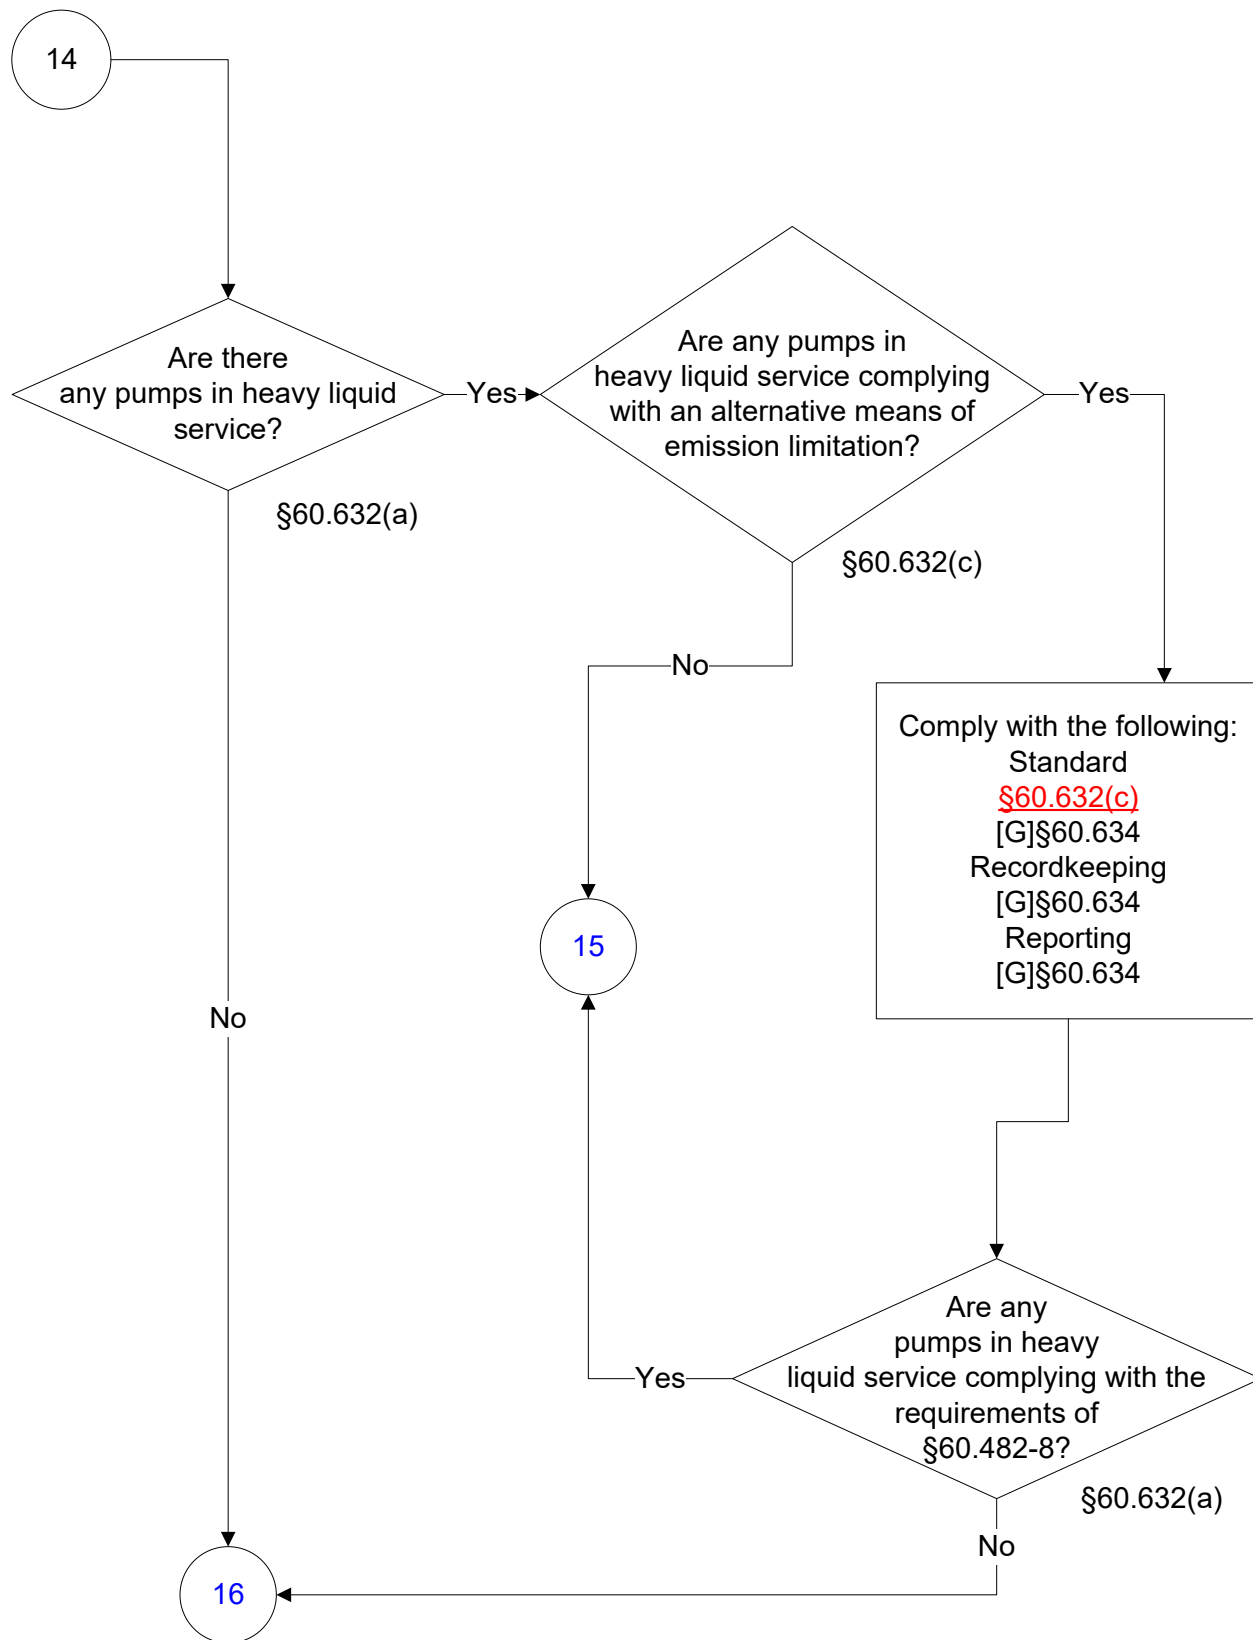 14
Are there
any pumps in heavy liquid
service?
Yes
Are any pumps in
heavy liquid service complying
with an alternative means of
emission limitation?
Yes
§60.632(a)
§60.632(c)
No
Comply with the following:
Standard
§60.632(c)
[G]§60.634
Recordkeeping
[G]§60.634
Reporting
[G]§60.634
15
No
Are any
pumps in heavy
liquid service complying with the
requirements of
§60.482-8?
Yes
§60.632(a)
No
16